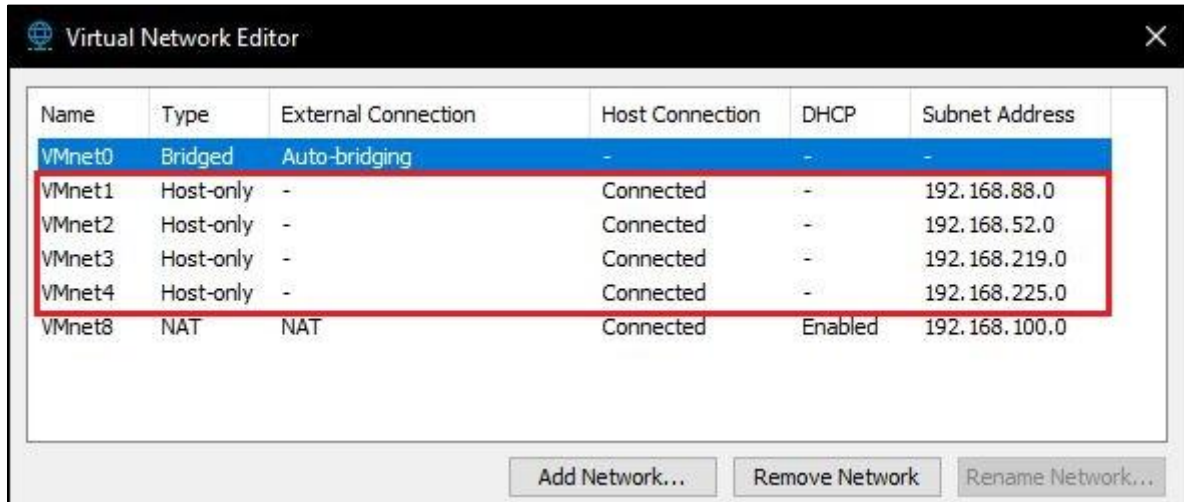 Virtual Network Editor
Name Type External Connection Host Connection DHCP Subnet Address
VMnet0 Bridged Auto-bridging - - -
VMnet1 Host-only - Connected - 192.168.88.0
VMnet2 Host-only - Connected - 192.168.52.0
VMnet3 Host-only - Connected - 192.168.219.0
VMnet4 Host-only - Connected - 192.168.225.0
VMnet8 NAT NAT Connected Enabled 192.168.100.0
Add Network... Remove Network Rename Network...